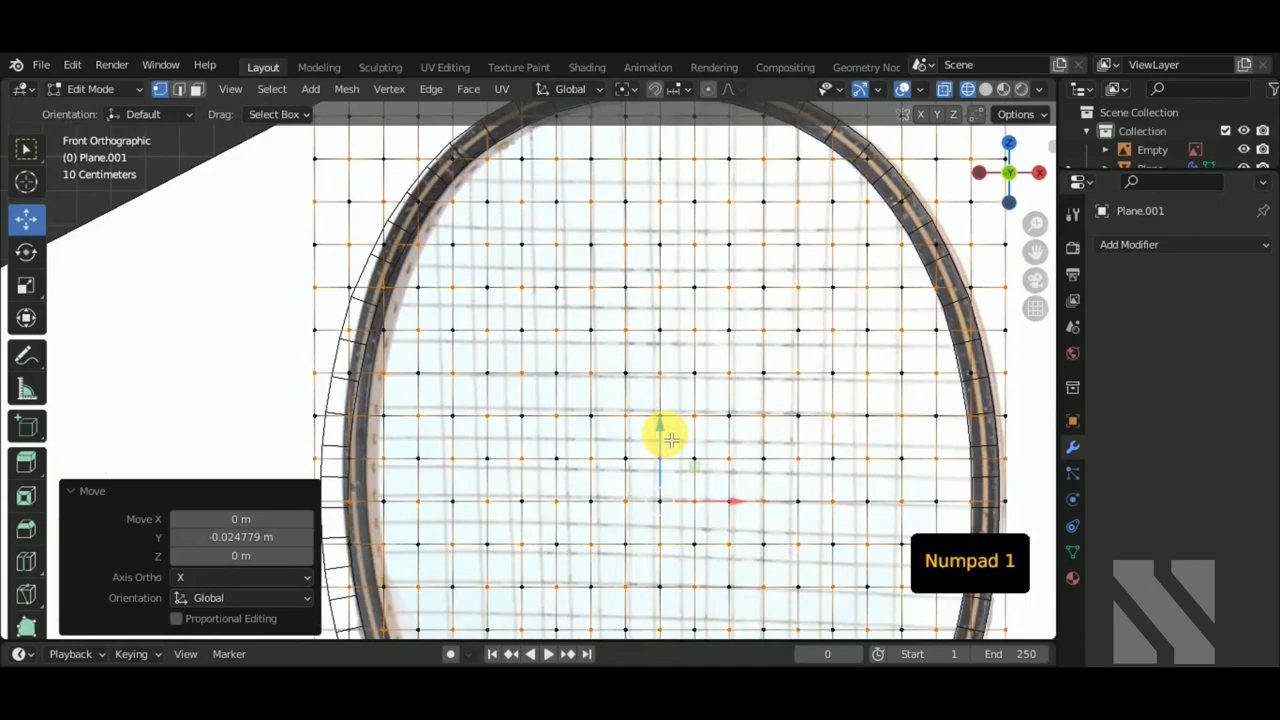 File Edit Render Window Help Layout Modeling Sculpting UV Editing Texture Paint Shading Animation Rendering Compositing Geometry Noc Scene ViewLayer
Edit Mode View Select Add Mesh Vertex Edge Face UV Global
Orientation: Default Drag: Select Box X Y Z Options
Scene Collection
Collection
Empty
Front Orthographic
(0) Plane.001
10 Centimeters
Z
Y
X
Plane.001
Add Modifier
Move
Move X 0 m
Y -0.024779 m
Z 0 m
Axis Ortho X
Orientation Global
Proportional Editing
Numpad 1
Playback Keying View Marker 0 Start 1 End 250